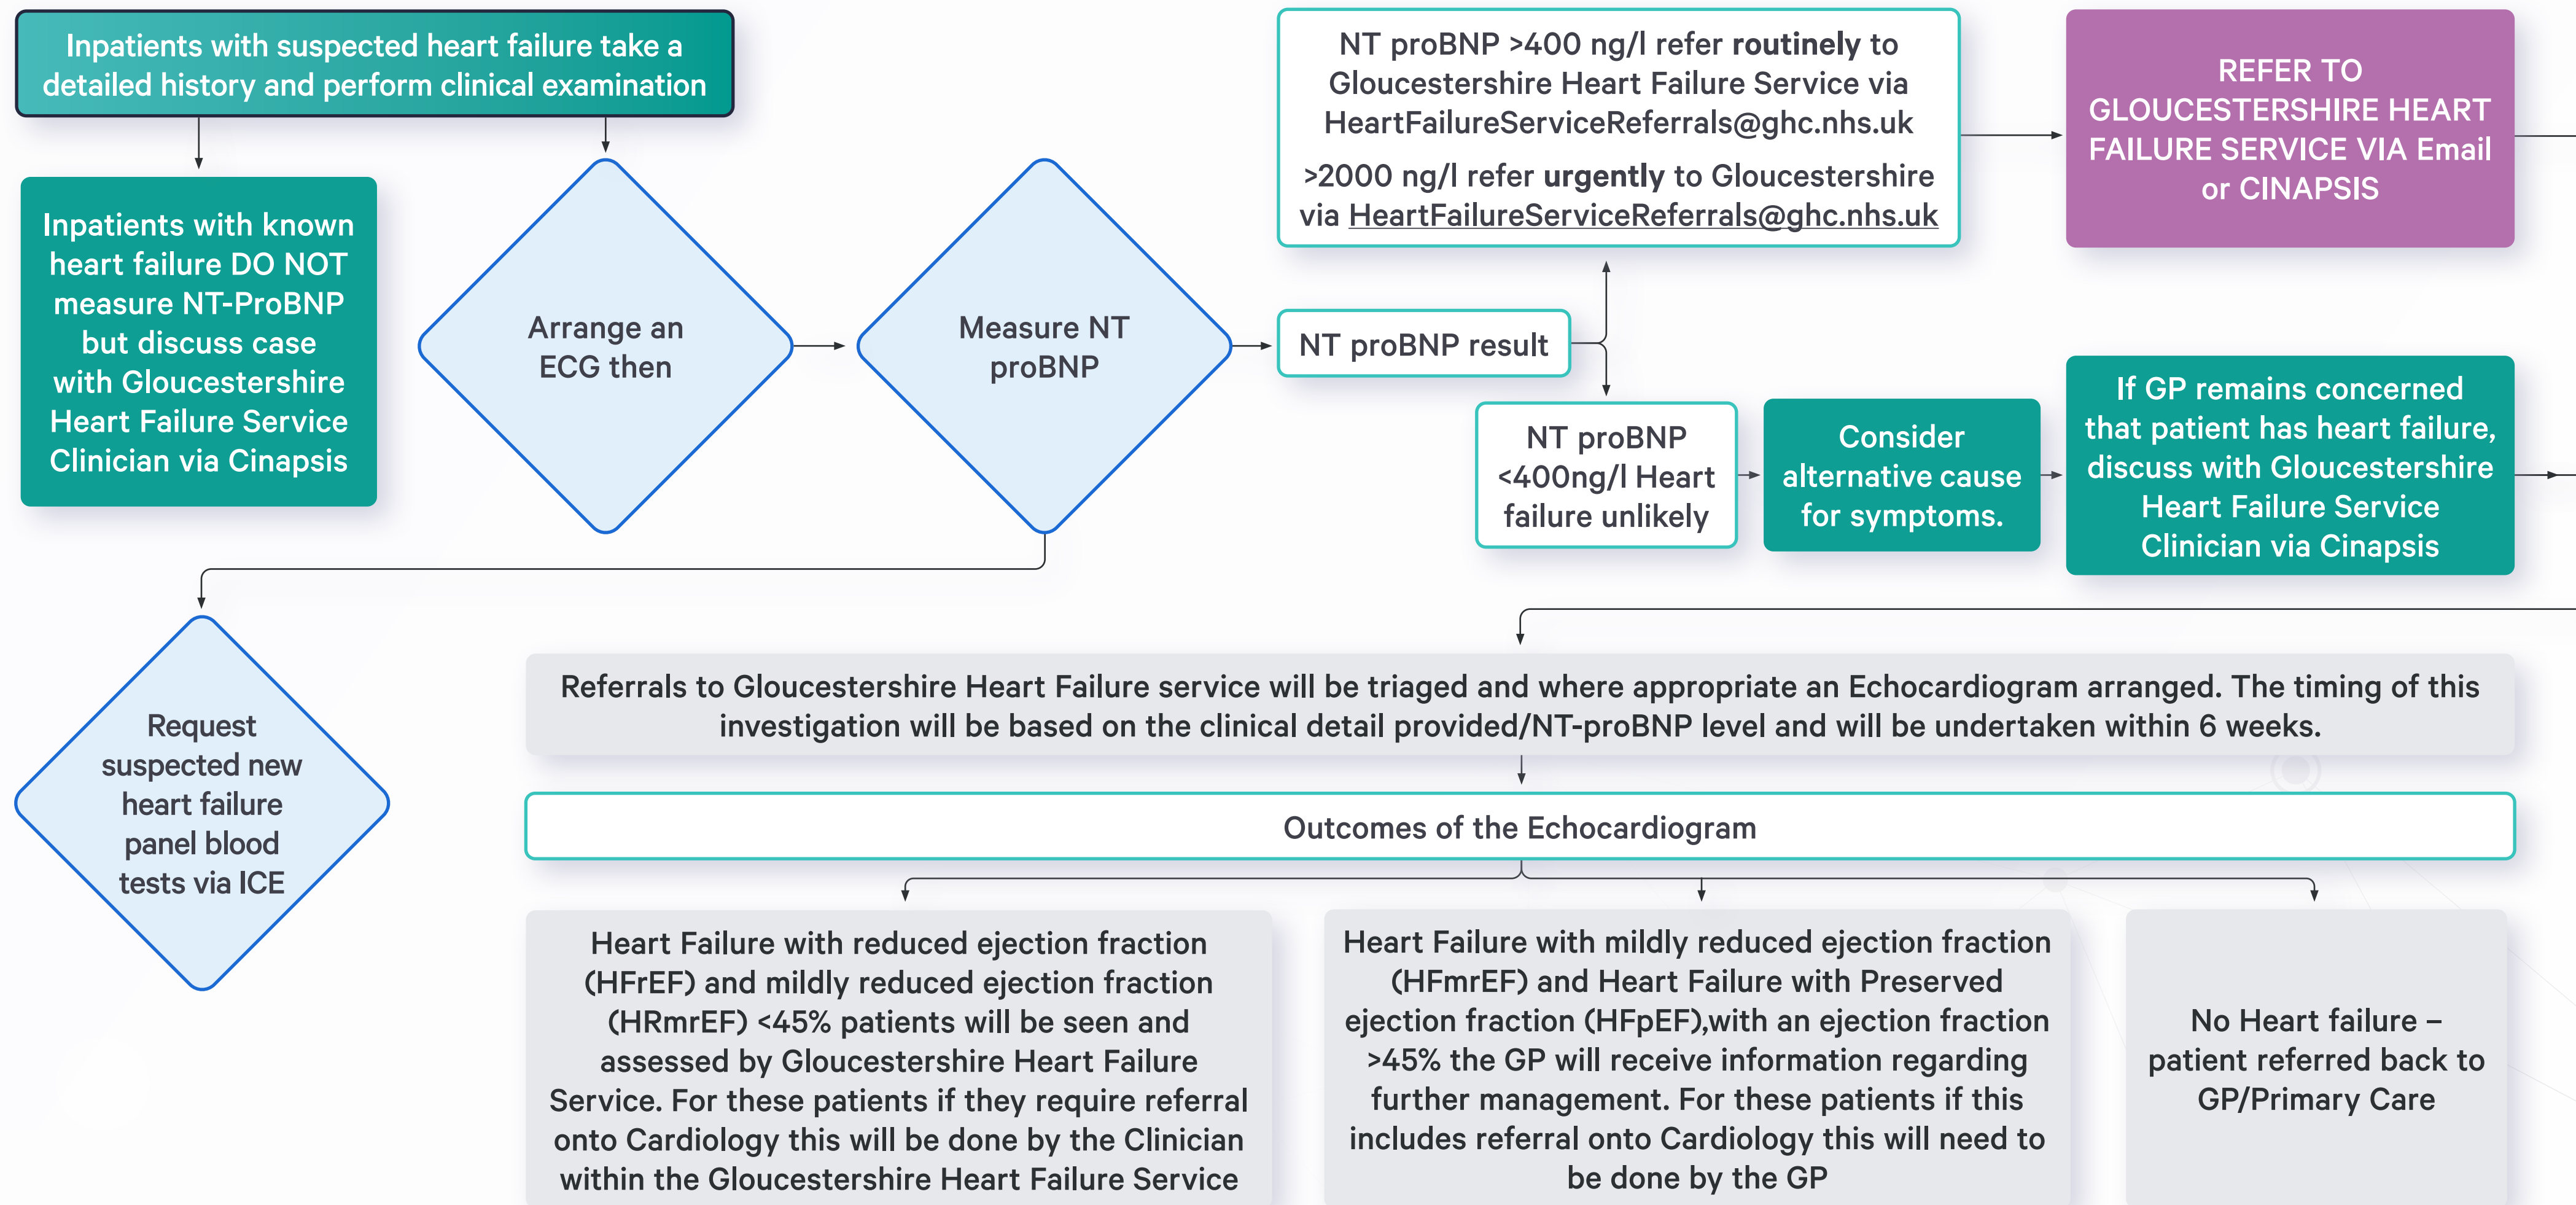 Inpatients with suspected heart failure take a
detailed history and perform clinical examination
Inpatients with known
heart failure DO NOT
measure NT-ProBNP
but discuss case
with Gloucestershire
Heart Failure Service
Clinician via Cinapsis
Arrange an
ECG then
Measure NT
proBNP
Request
suspected new
heart failure
panel blood
tests via ICE
NT proBNP result
NT proBNP >400 ng/l refer routinely to
Gloucestershire Heart Failure Service via
HeartFailureServiceReferrals@ghc.nhs.uk
>2000 ng/l refer urgently to Gloucestershire
via HeartFailureServiceReferrals@ghc.nhs.uk
REFER TO
GLOUCESTERSHIRE HEART
FAILURE SERVICE VIA Email
or CINAPSIS
NT proBNP
<400ng/l Heart
failure unlikely
Consider
alternative cause
for symptoms.
If GP remains concerned
that patient has heart failure,
discuss with Gloucestershire
Heart Failure Service
Clinician via Cinapsis
Referrals to Gloucestershire Heart Failure service will be triaged and where appropriate an Echocardiogram arranged. The timing of this
investigation will be based on the clinical detail provided/NT-proBNP level and will be undertaken within 6 weeks.
Outcomes of the Echocardiogram
Heart Failure with reduced ejection fraction
(HFrEF) and mildly reduced ejection fraction
(HRmrEF) <45% patients will be seen and
assessed by Gloucestershire Heart Failure
Service. For these patients if they require referral
onto Cardiology this will be done by the Clinician
within the Gloucestershire Heart Failure Service
Heart Failure with mildly reduced ejection fraction
(HFmrEF) and Heart Failure with Preserved
ejection fraction (HFpEF),with an ejection fraction
>45% the GP will receive information regarding
further management. For these patients if this
includes referral onto Cardiology this will need to
be done by the GP
No Heart failure –
patient referred back to
GP/Primary Care